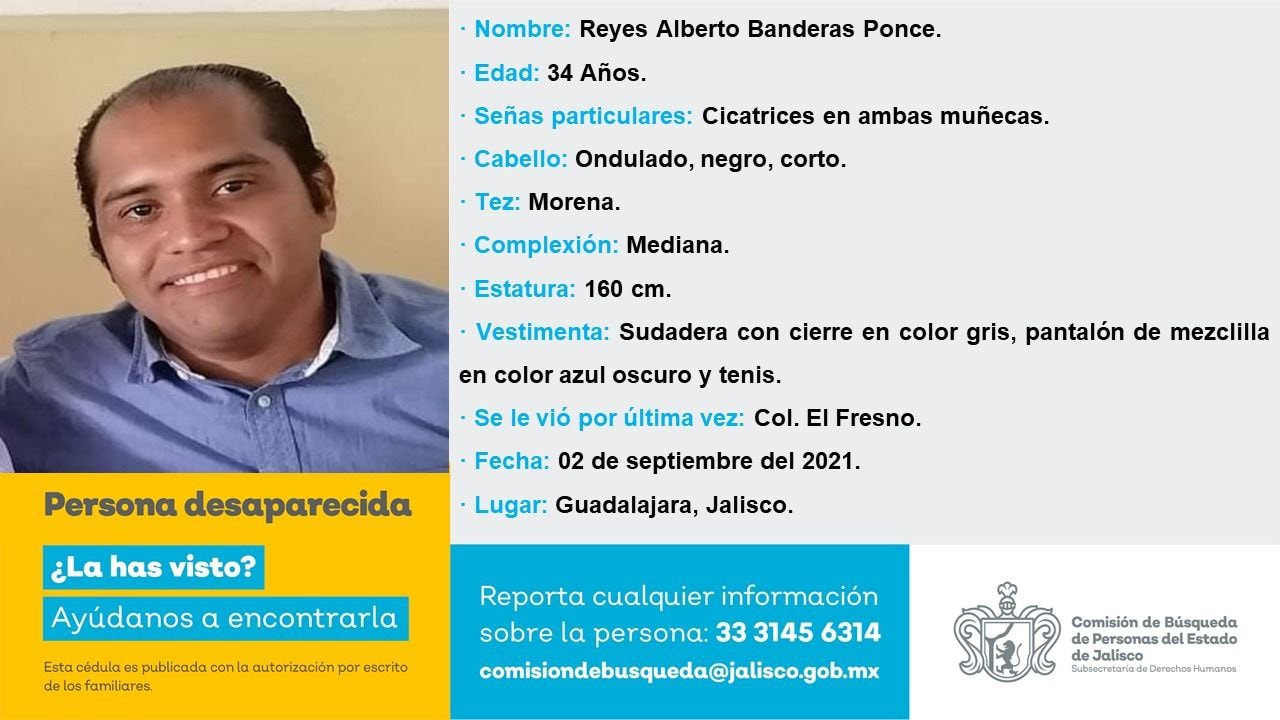 · Nombre: Reyes Alberto Banderas Ponce.
· Edad: 34 Años.
· Señas particulares: Cicatrices en ambas muñecas.
· Cabello: Ondulado, negro, corto.
· Tez: Morena.
· Complexión: Mediana.
· Estatura: 160 cm.
· Vestimenta: Sudadera con cierre en color gris, pantalón de mezclilla
en color azul oscuro y tenis.
· Se le vió por última vez: Col. El Fresno.
· Fecha: 02 de septiembre del 2021.
· Lugar: Guadalajara, Jalisco.
Persona desaparecida
¿La has visto?
Ayúdanos a encontrarla
Esta cédula es publicada con la autorización por escrito
de los familiares.
Reporta cualquier información
sobre la persona: 33 3145 6314
comisiondebusqueda@jalisco.gob.mx
Comisión de Búsqueda
de Personas del Estado
de Jalisco
Subsecretaría de Derechos Humanos